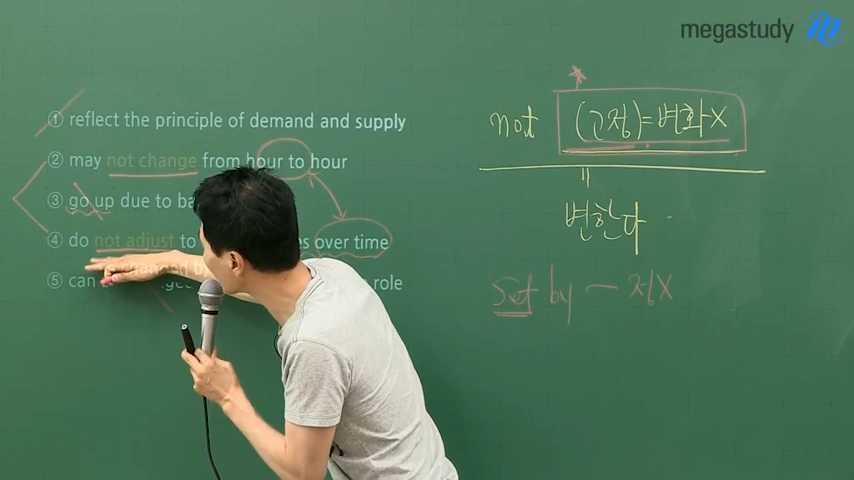 megastudy
① reflect the principle of demand and supply
② may not change from hour to hour
③ go up due to
④ do not adjust to over time
⑤ can role
not (고정)=변화X
변한다
Set by ~ 정X